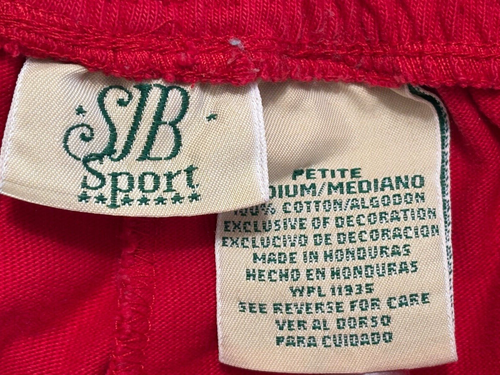 SJB
Sport
PETITE
DIUM/MEDIANO
100% COTTON/ALGODON
EXCLUSIVE OF DECORATION
EXCLUCIVO DE DECORACION
MADE IN HONDURAS
HECHO EN HONDURAS
WPL 11935
SEE REVERSE FOR CARE
VER AL DORSO
PARA CUIDADO